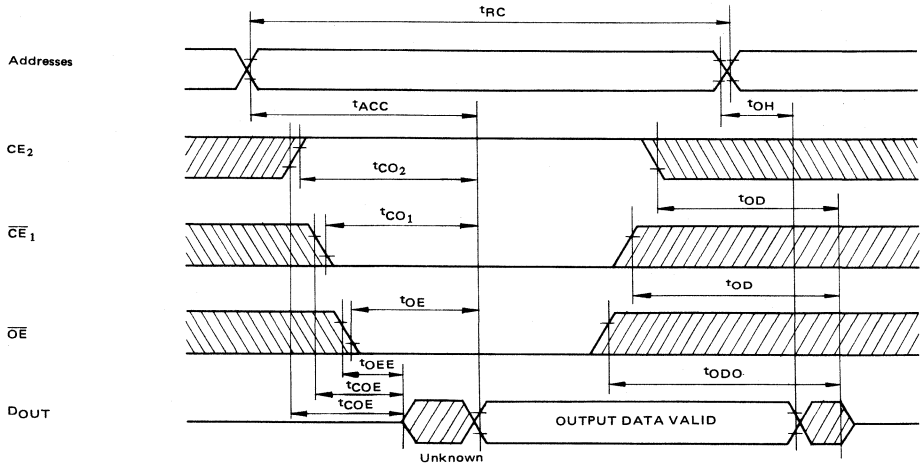 tRC
Addresses
tACC
tOH
CE2
tCO2
tOD
CE1
tCO1
tOD
OE
tOE
tOEE
tODO
tCOE
tCOE
DOUT
OUTPUT DATA VALID
Unknown